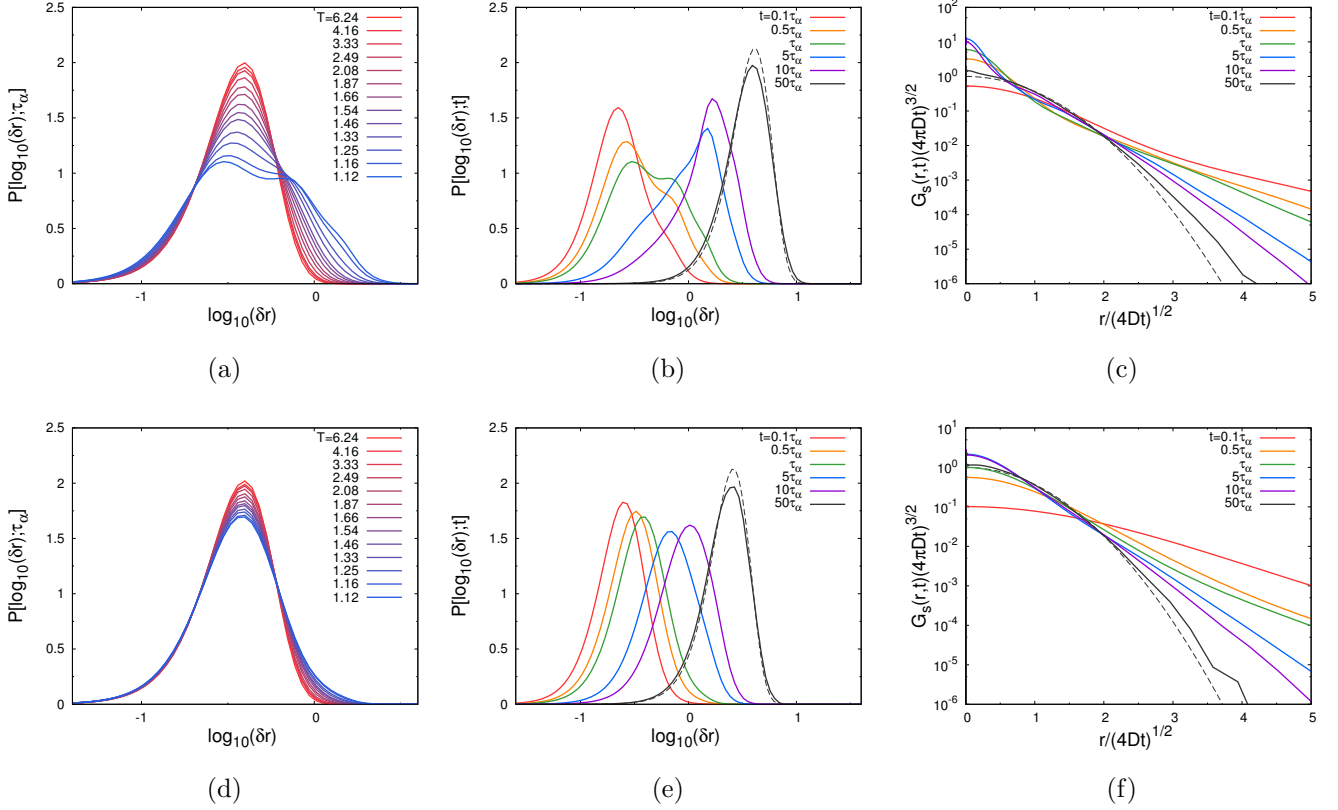 2.5
2
1.5
1
0.5
0
-1
0
P[log10(δr);τα]
log10(δr)
T=6.24
4.16
3.33
2.49
2.08
1.87
1.66
1.54
1.46
1.33
1.25
1.16
1.12
(a)
2.5
2
1.5
1
0.5
0
-1
0
1
P[log10(δr);t]
log10(δr)
t=0.1τα
0.5τα
τα
5τα
10τα
50τα
(b)
10^1
10^0
10^-1
10^-2
10^-3
10^-4
10^-5
10^-6
0
1
2
3
4
5
Gs(r,t)(4πDt)^3/2
r/(4Dt)^1/2
t=0.1τα
0.5τα
τα
5τα
10τα
50τα
(c)
2.5
2
1.5
1
0.5
0
-1
0
P[log10(δr);τα]
log10(δr)
T=6.24
4.16
3.33
2.49
2.08
1.87
1.66
1.54
1.46
1.33
1.25
1.16
1.12
(d)
2.5
2
1.5
1
0.5
0
-1
0
1
P[log10(δr);t]
log10(δr)
t=0.1τα
0.5τα
τα
5τα
10τα
50τα
(e)
10^1
10^0
10^-1
10^-2
10^-3
10^-4
10^-5
10^-6
0
1
2
3
4
5
Gs(r,t)(4πDt)^3/2
r/(4Dt)^1/2
t=0.1τα
0.5τα
τα
5τα
10τα
50τα
(f)